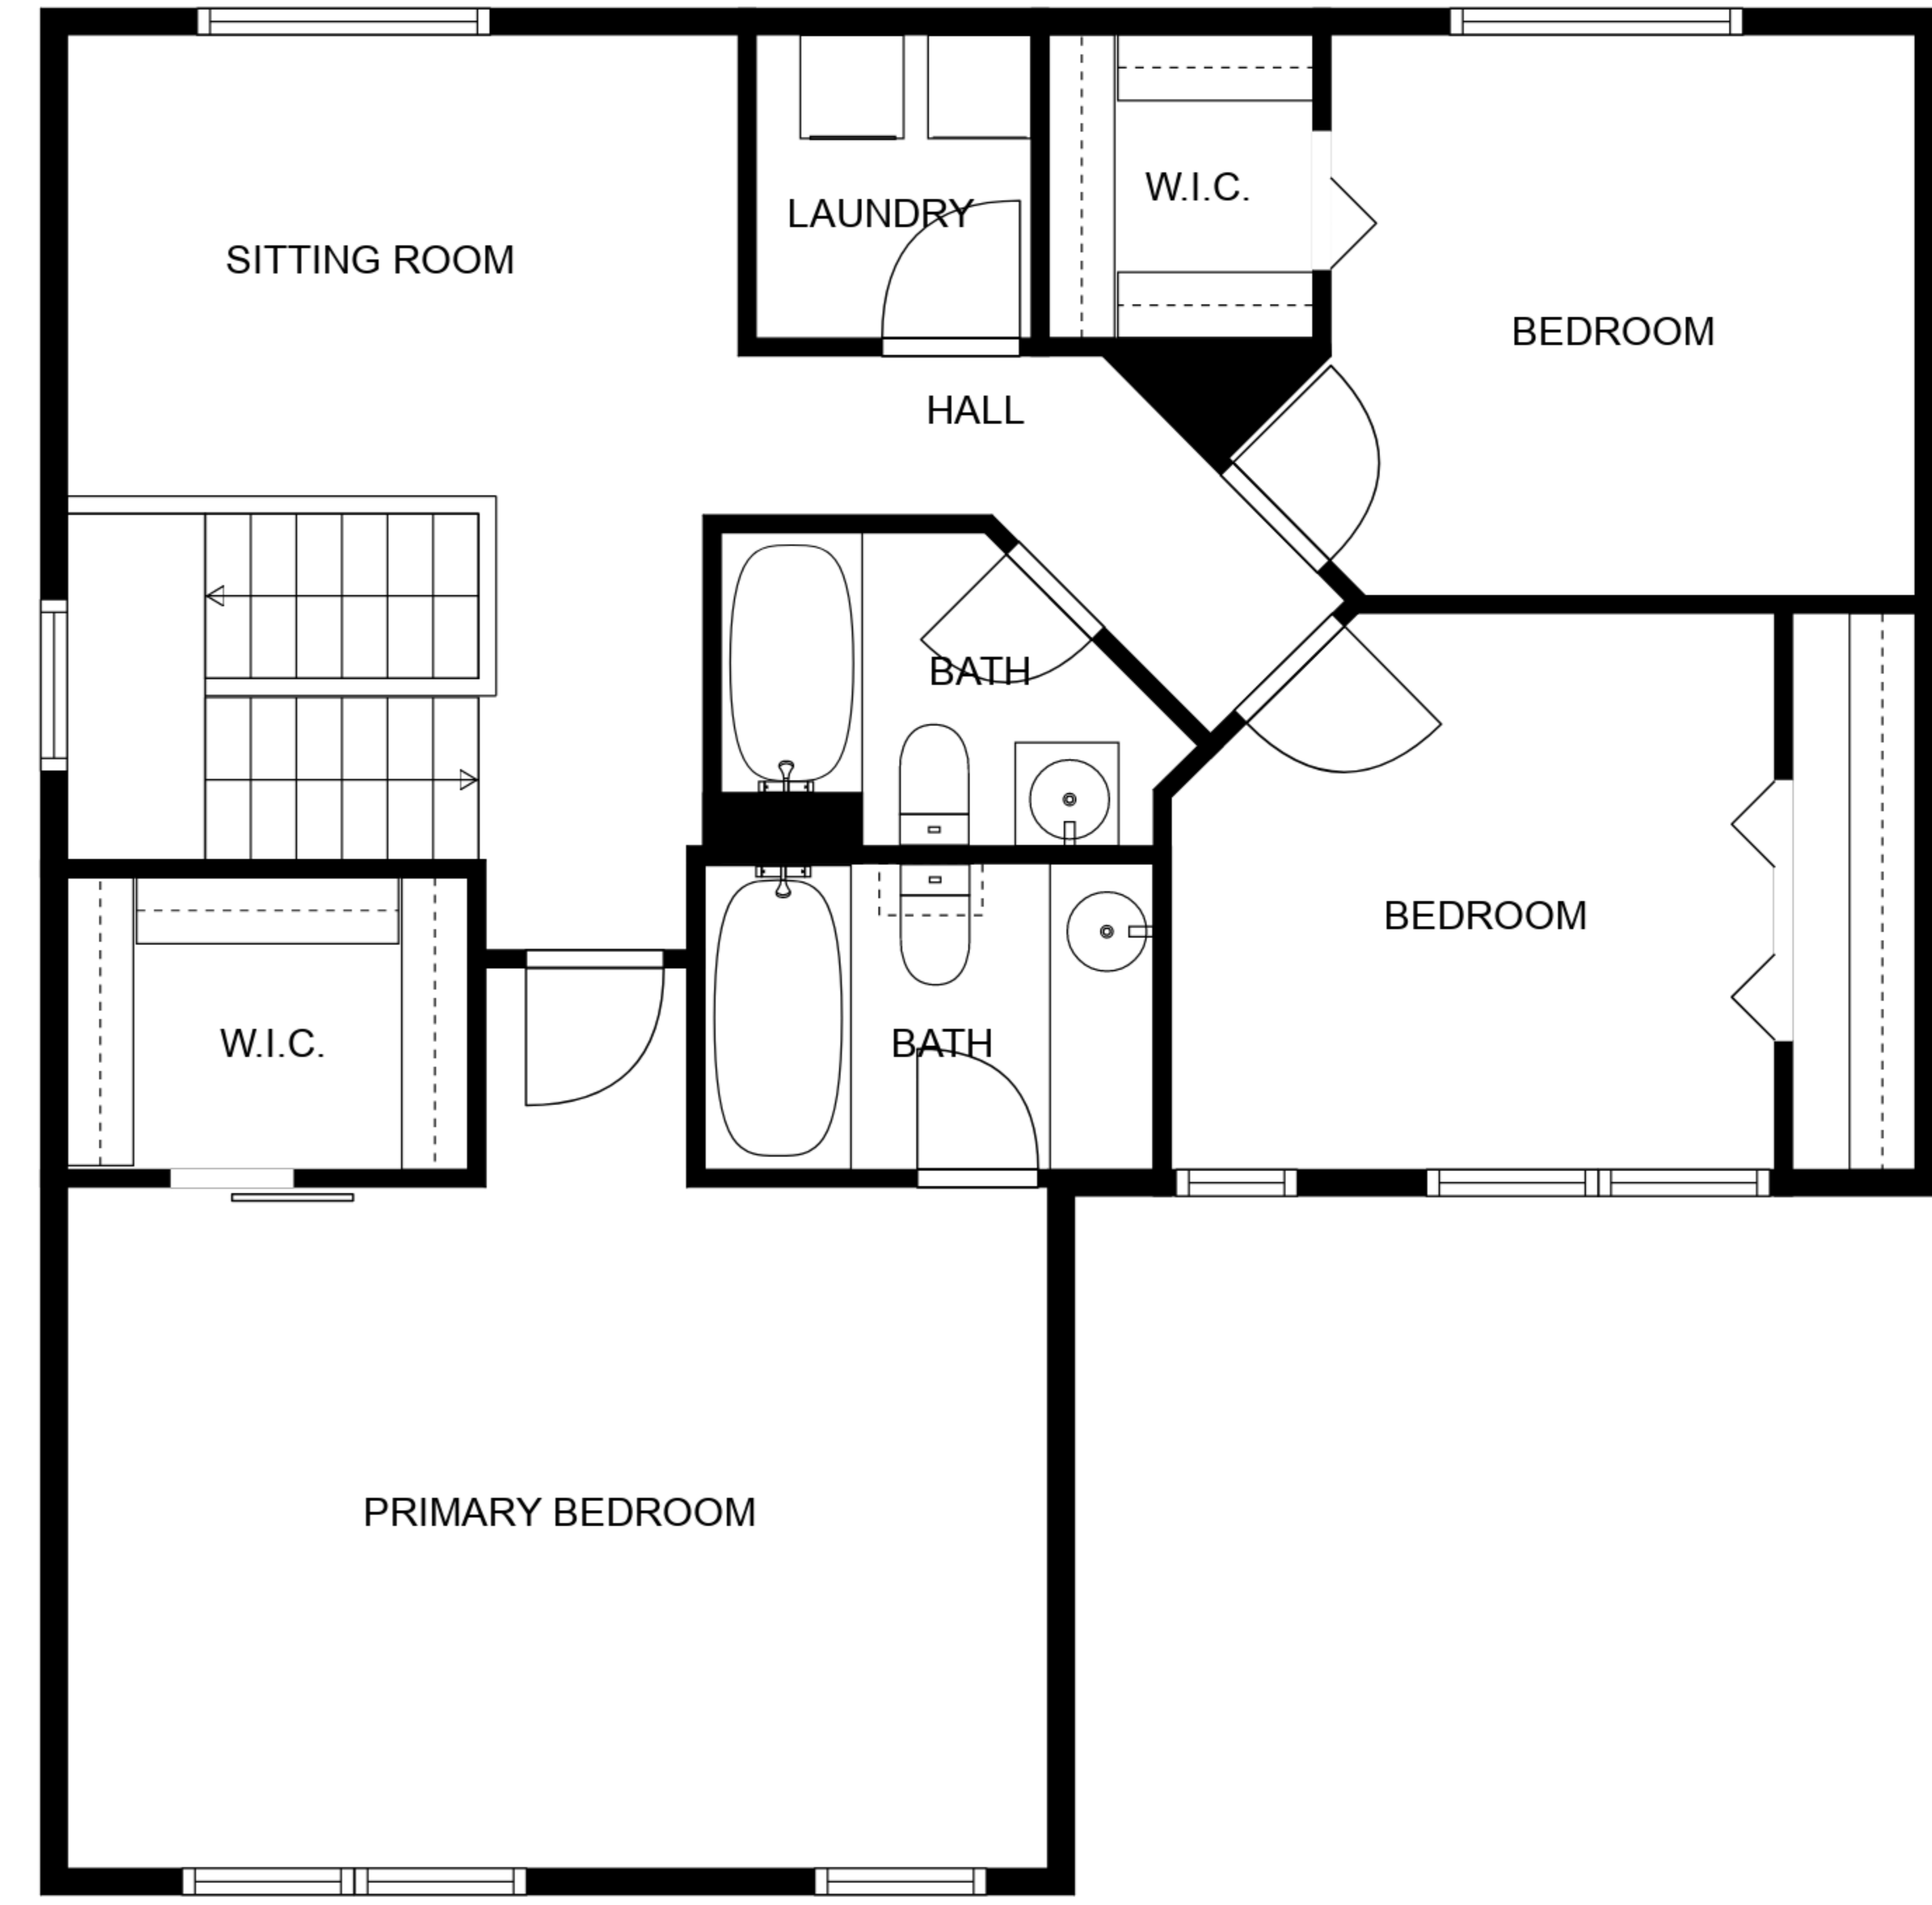 LAUNDRY
W.I.C.
SITTING ROOM
BEDROOM
HALL
BATH
BEDROOM
W.I.C.
BATH
PRIMARY BEDROOM